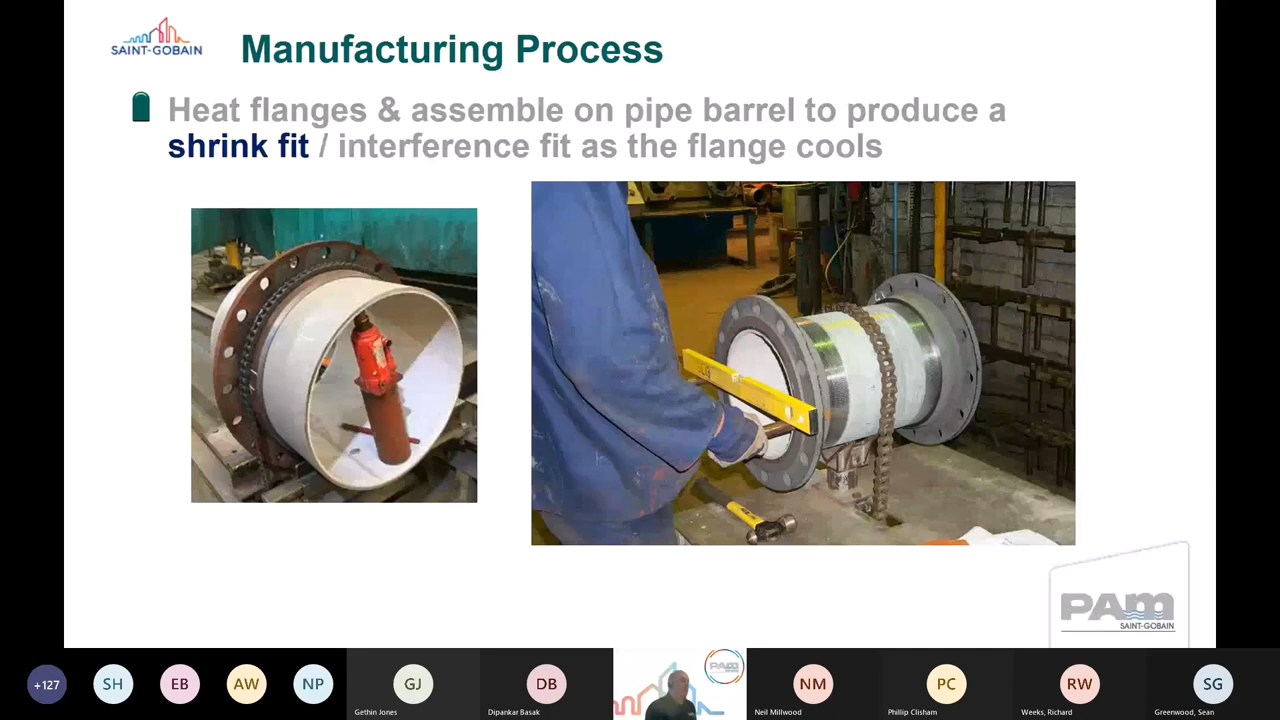 SAINT-GOBAIN
Manufacturing Process
Heat flanges & assemble on pipe barrel to produce a
shrink fit / interference fit as the flange cools
PAM
SAINT-GOBAIN
+127
SH
EB
AW
NP
GJ
DB
NM
PC
RW
SG
Gethin Jones
Dipankar Basak
PAM
Neil Millwood
Phillip Clisham
Weeks, Richard
Greenwood, Sean